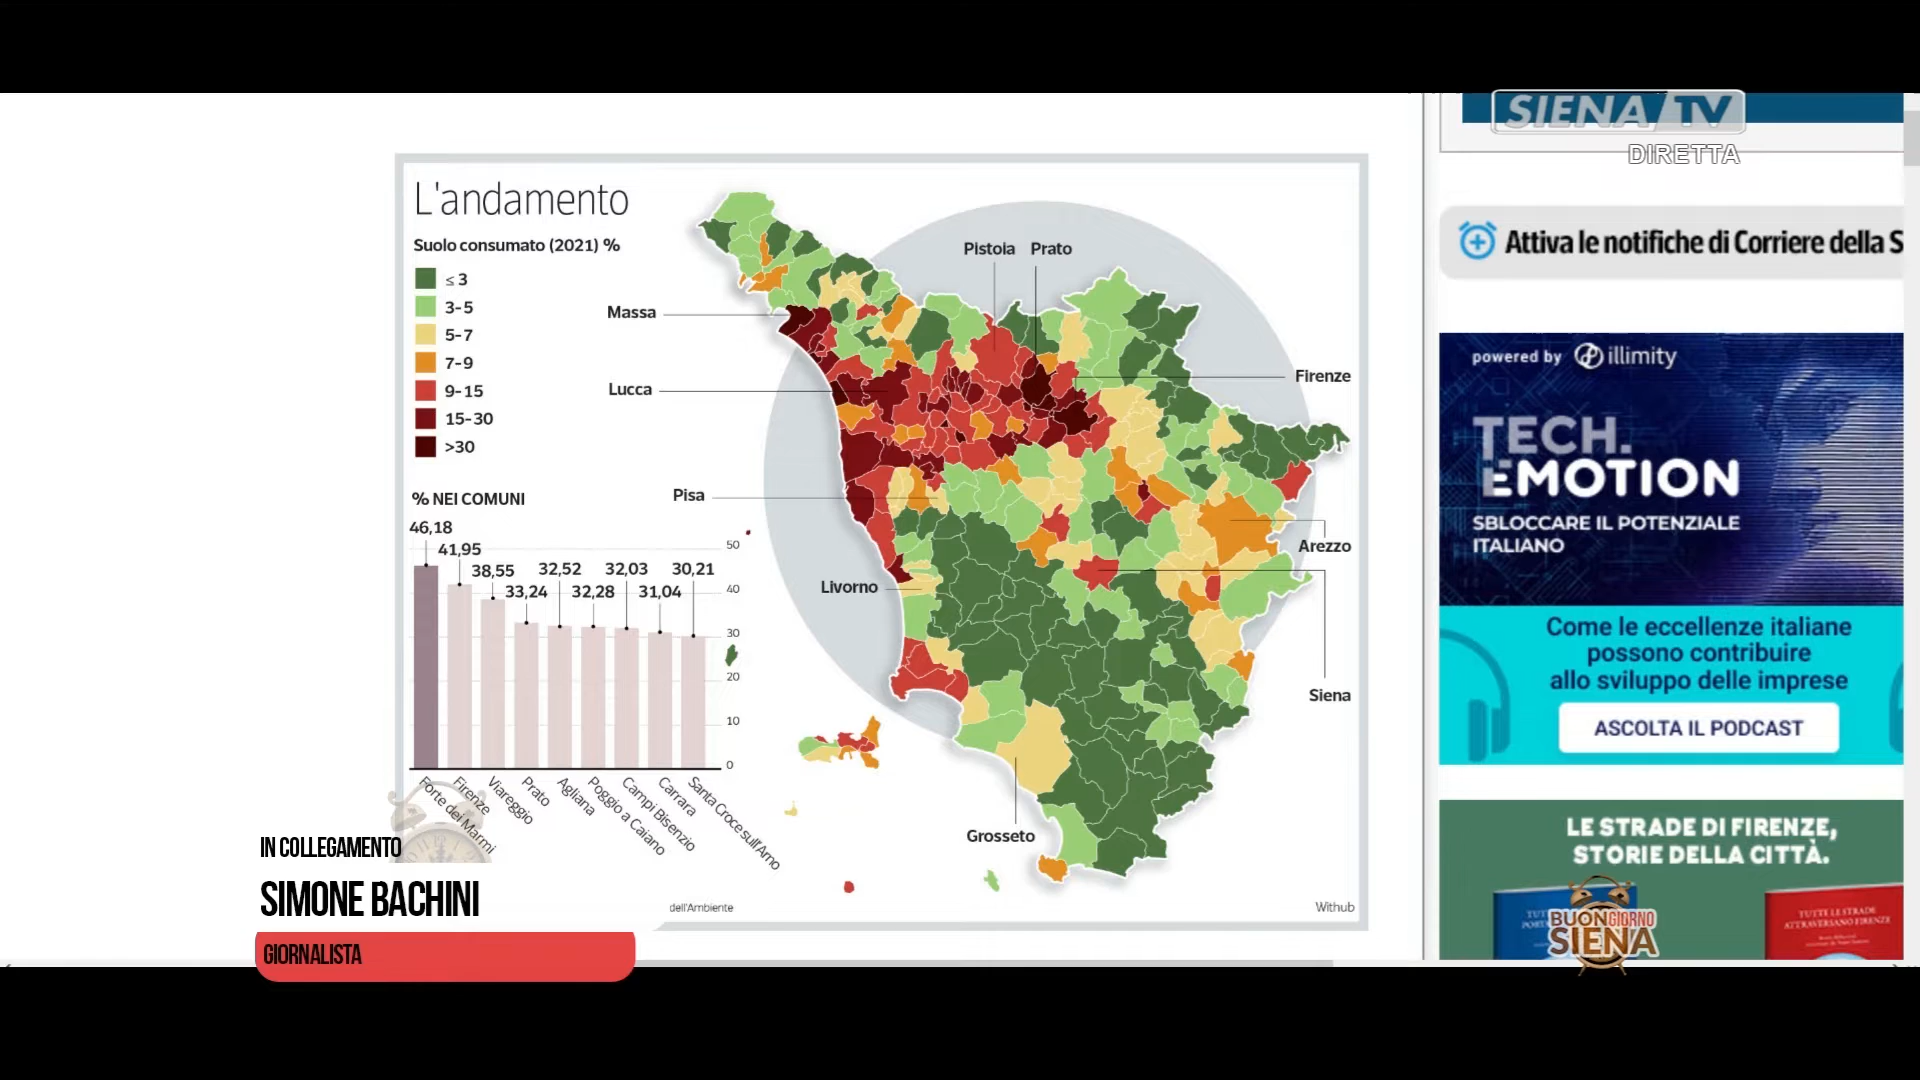 SIENA TV
DIRETTA
L'andamento
Suolo consumato (2021) %
≤ 3
3-5
5-7
7-9
9-15
15-30
>30
% NEI COMUNI
46,18
41,95
38,55
33,24
32,52
32,28
32,03
31,04
30,21
50
40
30
20
10
0
Forte dei Marmi
Firenze
Viareggio
Prato
Agliana
Poggio a Caiano
Campi Bisenzio
Carrara
Santa Croce sull'Arno
Pistoia
Prato
Massa
Lucca
Firenze
Pisa
Arezzo
Livorno
Siena
Grosseto
dell'Ambiente
Withub
Attiva le notifiche di Corriere della S
powered by illimity
TECH.
EMOTION
SBLOCCARE IL POTENZIALE
ITALIANO
Come le eccellenze italiane
possono contribuire
allo sviluppo delle imprese
ASCOLTA IL PODCAST
LE STRADE DI FIRENZE,
STORIE DELLA CITTÀ.
TUTTE LE STRADE
ATTRAVERSANO FIRENZE
BUONGIORNO
SIENA
IN COLLEGAMENTO
SIMONE BACHINI
GIORNALISTA